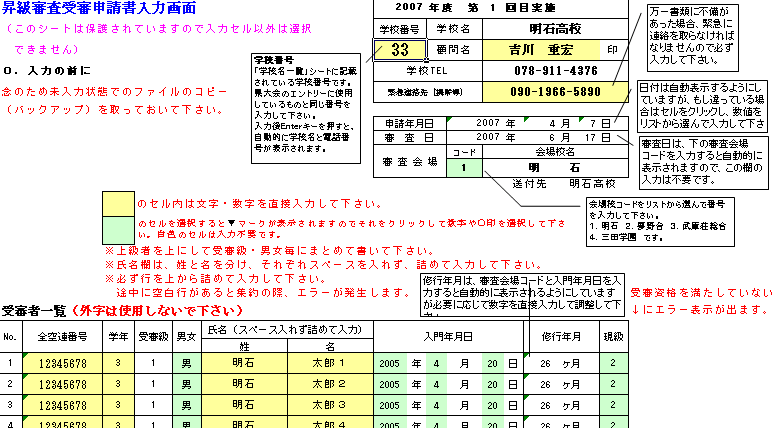 昇級審査受審申請書入力画面
(このシートは保護されていますので入力セル以外は選択
できません)
0. 入力の前に
念のため未入力状態でのファイルのコピー
(バックアップ) を取っておいて下さい。
学校番号
「学校名一覧」シートに記載
されている学校番号です。
県大会のエントリーに使用
しているものと同じ番号を
入力して下さい。
入力後Enterキーを押すと、
自動的に学校名と電話番
号が表示されます。
2007 年度 第 1 回目実施
学校番号 学校名 明石高校
33 顧問名 吉川 重宏 印
学校TEL 078-911-4376
緊急連絡先 [携帯等] 090-1966-5890
申請年月日 2007 年 4 月 7 日
審査日 2007 年 6 月 17 日
審査会場 コード 会場校名
1 明 石
送付先 明石高校
万一書類に不備が
あった場合、緊急に
連絡を取らなければ
なりませんので必ず
入力して下さい。
日付は自動表示するようにし
ていますが、もし違っている場
合はセルをクリックし、数値を
リストから選んで入力して下さ
審査日は、下の審査会場
コードを入力すると自動的に
表示されますので、この欄の
入力は不要です。
会場校コードをリストから選んで番号
を入力して下さい。
1. 明石 2. 夢野台 3. 武庫荘総合
4. 三田学園 です。
のセル内は文字・数字を直接入力して下さい。
のセルを選択すると▼マークが表示されますのでそれをクリックして数字や○印を選択して下さ
い。白色のセルは入力不要です。
※上級者を上にして受審級・男女毎にまとめて書いて下さい。
※氏名欄は、姓と名を分け、それぞれスペースを入れず、詰めて入力して下さい。
※必ず行を上から詰めて入力して下さい。
途中に空白行があると集約の際、エラーが発生します。
修行年月は、審査会場コードと入門年月日を入
力すると自動的に表示されるようにしています
が必要に応じて数字を直接入力して調整して下
受審資格を満たしていない
↓にエラー表示が出ます。
受審者一覧 (外字は使用しないで下さい)
No. 全空連番号 学年 受審級 男女 氏名 (スペース入れず詰めて入力) 入門年月日 修行年月 現級
姓 名
1 12345678 3 1 男 明石 太郎1 2005 年 4 月 20 日 26 ヶ月 2
2 12345678 3 1 男 明石 太郎2 2005 年 4 月 20 日 26 ヶ月 2
3 12345678 3 1 男 明石 太郎3 2005 年 4 月 20 日 26 ヶ月 2
4 12345678 3 1 男 明石 太郎4 2005 年 4 月 20 日 26 ヶ月 2